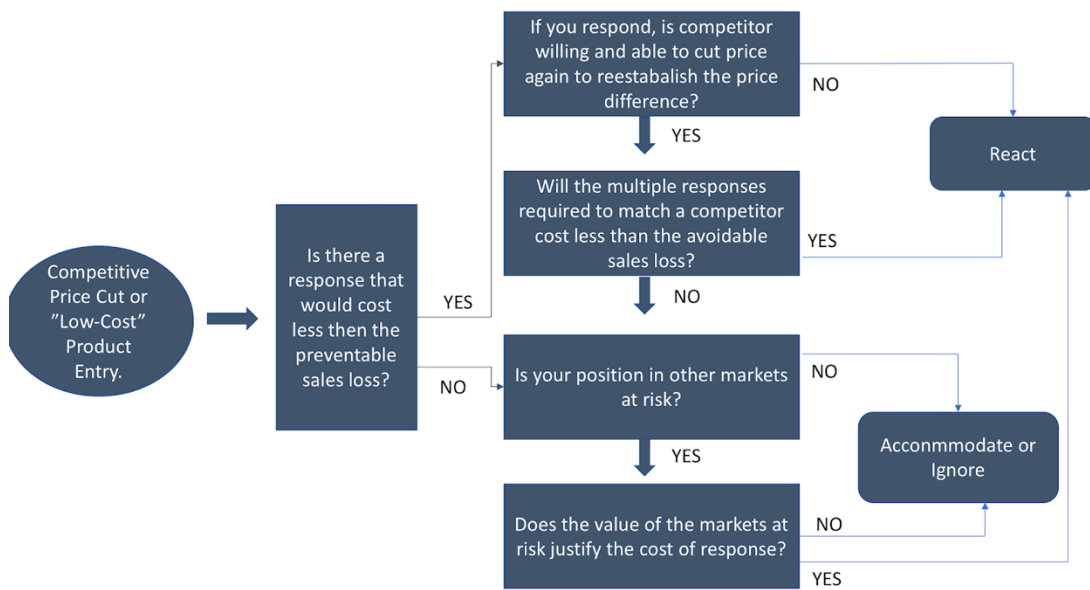 Competitive
Price Cut or
”Low-Cost”
Product
Entry.
Is there a
response that
would cost
less then the
preventable
sales loss?
YES
NO
If you respond, is competitor
willing and able to cut price
again to reestabalish the price
difference?
NO
YES
Will the multiple responses
required to match a competitor
cost less than the avoidable
sales loss?
YES
NO
Is your position in other markets
at risk?
NO
YES
Does the value of the markets at
risk justify the cost of response?
NO
YES
React
Acconmmodate or
Ignore